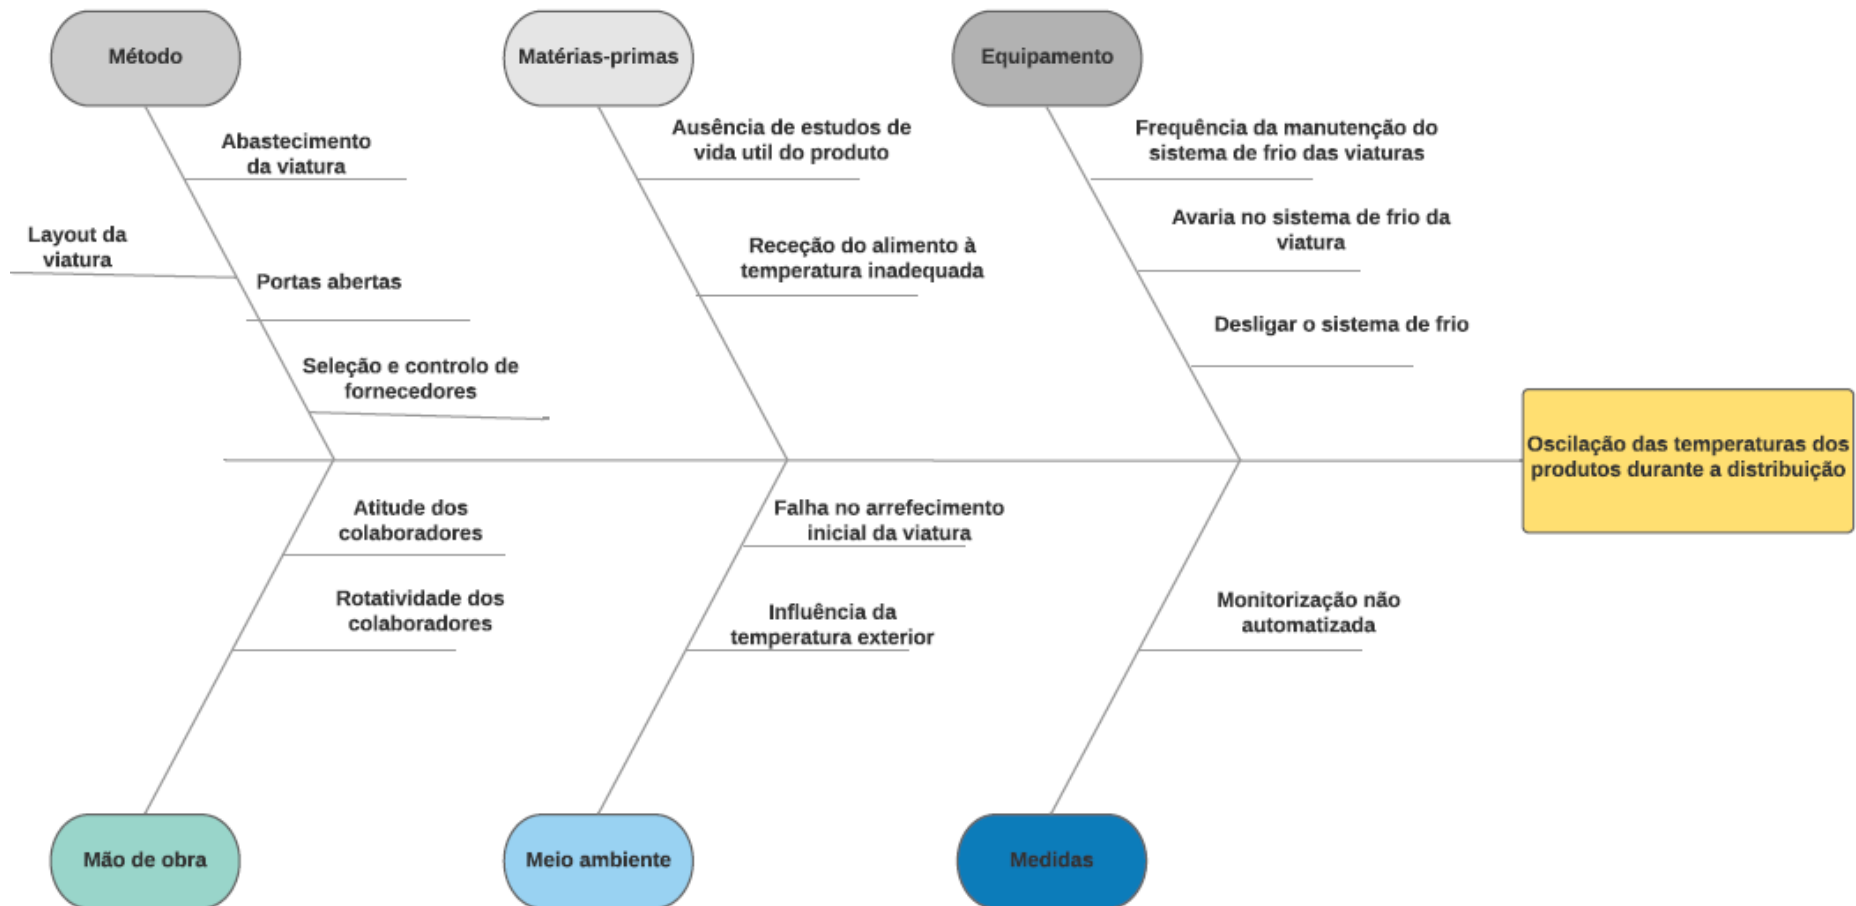 Método
Matérias-primas
Equipamento
Abastecimento
da viatura
Ausência de estudos de
vida util do produto
Frequência da manutenção do
sistema de frio das viaturas
Layout da
viatura
Avaria no sistema de frio da
viatura
Receção do alimento à
temperatura inadequada
Portas abertas
Desligar o sistema de frio
Seleção e controlo de
fornecedores
Oscilação das temperaturas dos
produtos durante a distribuição
Atitude dos
colaboradores
Falha no arrefecimento
inicial da viatura
Rotatividade dos
colaboradores
Influência da
temperatura exterior
Monitorização não
automatizada
Mão de obra
Meio ambiente
Medidas